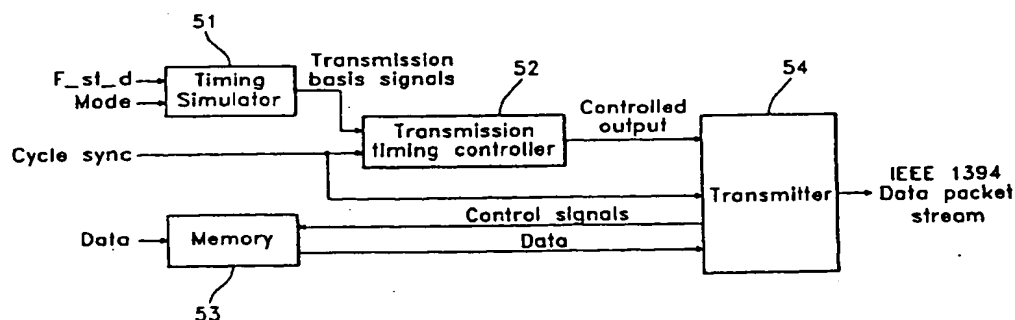 51
F_st_d
Mode
Timing
Simulator
Transmission
basis signals
52
54
Transmission
timing controller
Controlled
output
Cycle sync
Transmitter
IEEE 1394
Data packet
stream
Control signals
Data
Memory
Data
53